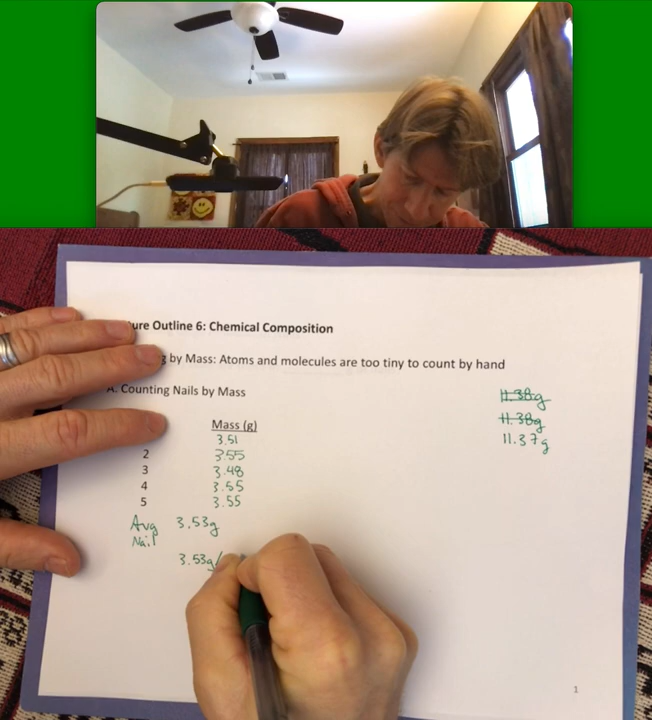 ure Outline 6: Chemical Composition
by Mass: Atoms and molecules are too tiny to count by hand
A. Counting Nails by Mass
11.38g
11.38g
11.37g
Mass (g)
3.51
2 3.55
3 3.48
4 3.55
5 3.55
Avg 3.53g
Nail
3.53g/
1